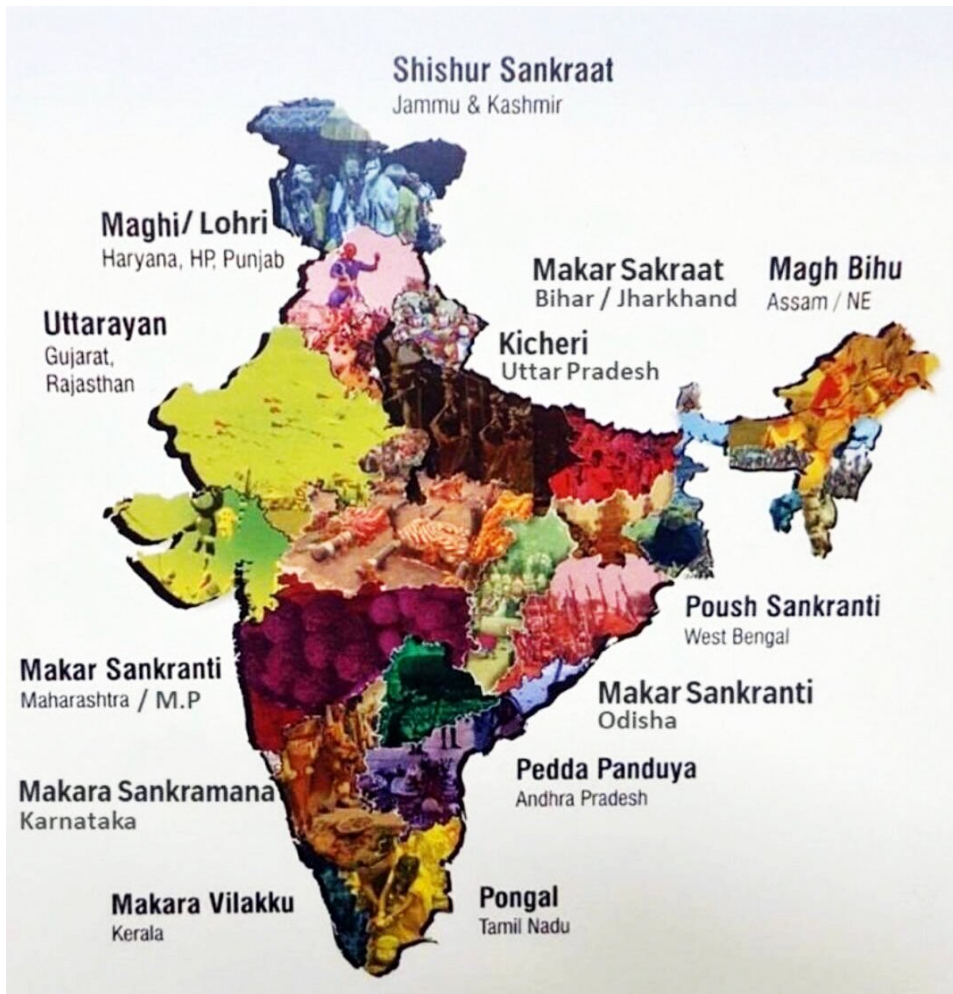 Shishur Sankraat
Jammu & Kashmir
Maghi/ Lohri
Haryana, HP, Punjab
Makar Sakraat
Bihar / Jharkhand
Magh Bihu
Assam / NE
Uttarayan
Gujarat,
Rajasthan
Kicheri
Uttar Pradesh
Poush Sankranti
West Bengal
Makar Sankranti
Maharashtra / M.P
Makar Sankranti
Odisha
Pedda Panduya
Andhra Pradesh
Makara Sankramana
Karnataka
Makara Vilakku
Kerala
Pongal
Tamil Nadu